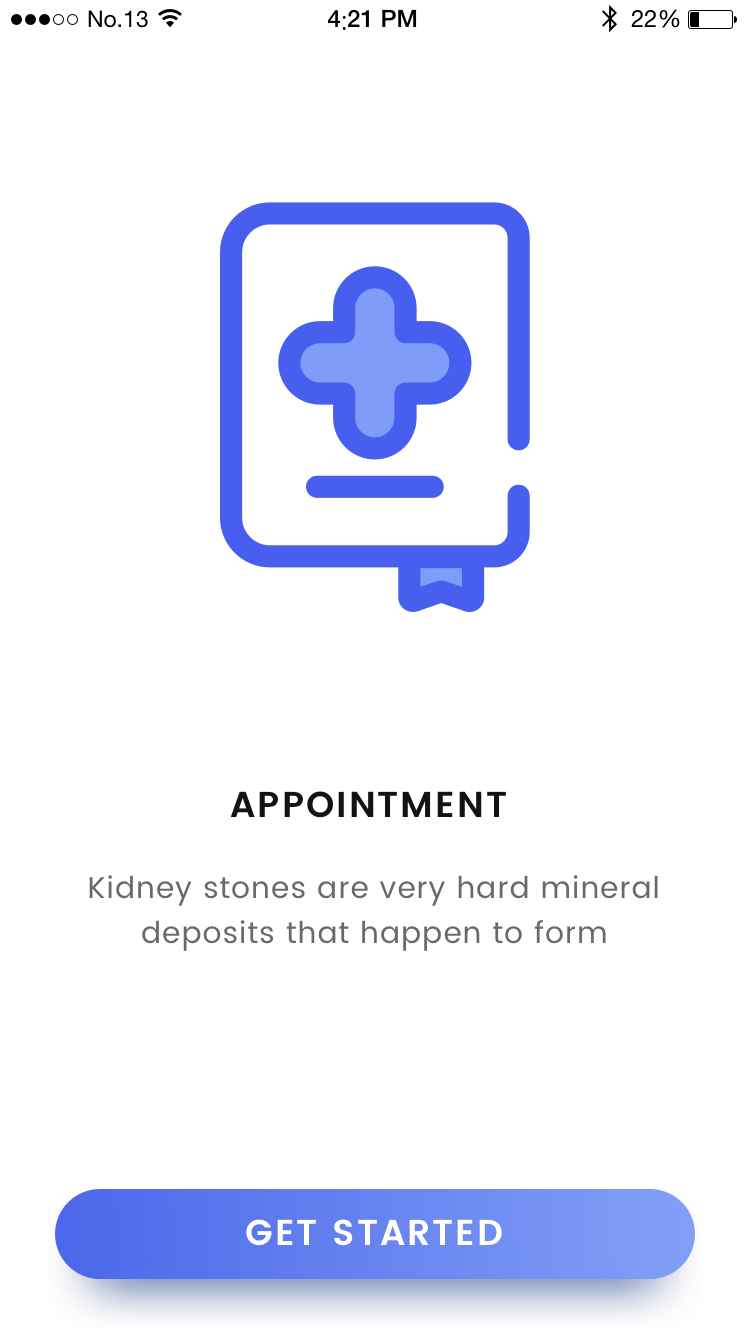 No.13 4:21 PM 22%
APPOINTMENT
Kidney stones are very hard mineral
deposits that happen to form
GET STARTED